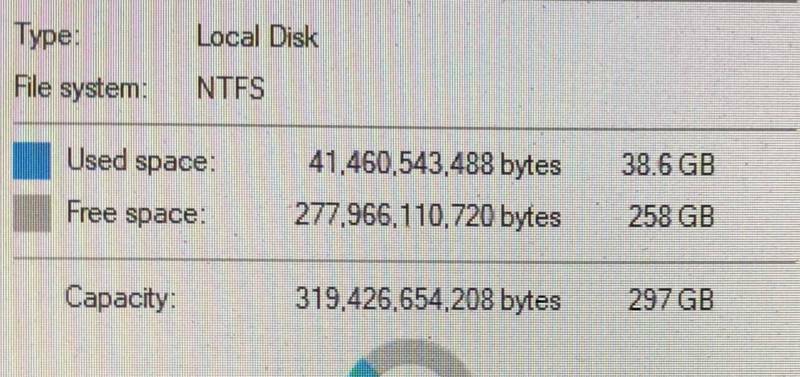 Type: Local Disk
File system: NTFS
Used space: 41,460,543,488 bytes 38.6 GB
Free space: 277,966,110,720 bytes 258 GB
Capacity: 319,426,654,208 bytes 297 GB